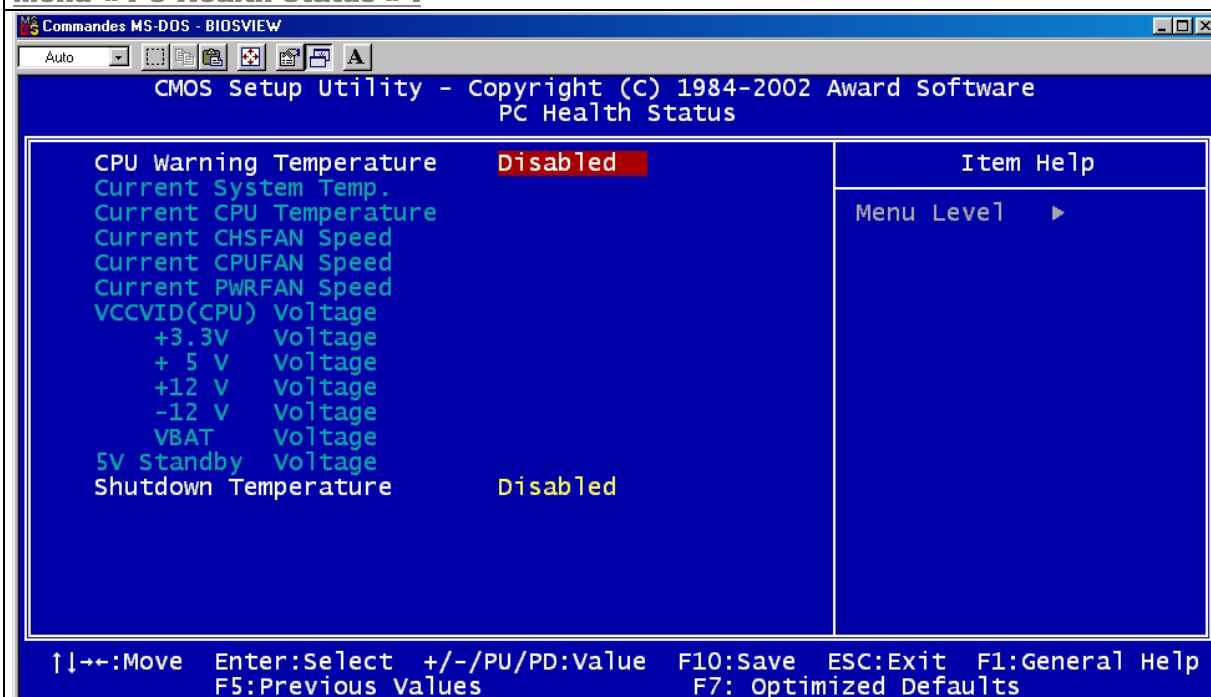 Menu « PC Health Status » :
Commandes MS-DOS - BIOSVIEW
Auto
A
CMOS Setup Utility - Copyright (C) 1984-2002 Award Software
PC Health Status
CPU Warning Temperature Disabled
Current System Temp.
Current CPU Temperature
Current CHSFAN Speed
Current CPUFAN Speed
Current PWRFAN Speed
VCCVID(CPU) Voltage
+3.3V Voltage
+ 5 V Voltage
+12 V Voltage
-12 V Voltage
VBAT Voltage
5V Standby Voltage
Shutdown Temperature Disabled
Item Help
Menu Level ►
↑↓→←:Move Enter:Select +/-/PU/PD:Value F10:Save ESC:Exit F1:General Help
F5:Previous Values F7: Optimized Defaults